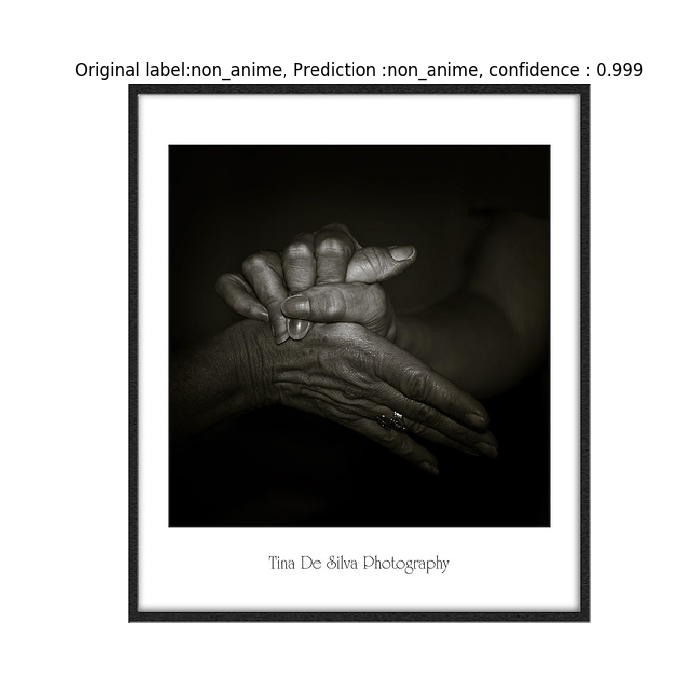 Original label:non_anime, Prediction :non_anime, confidence : 0.999
Tina De Silva Photography